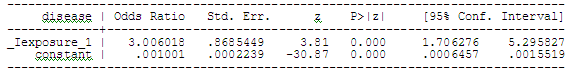 disease | Odds Ratio Std. Err. z P>|z| [95% Conf. Interval]
_Iexposure_1 | 3.006018 .8685449 3.81 0.000 1.706276 5.295827
constant | .001001 .0002239 -30.87 0.000 .0006457 .0015519